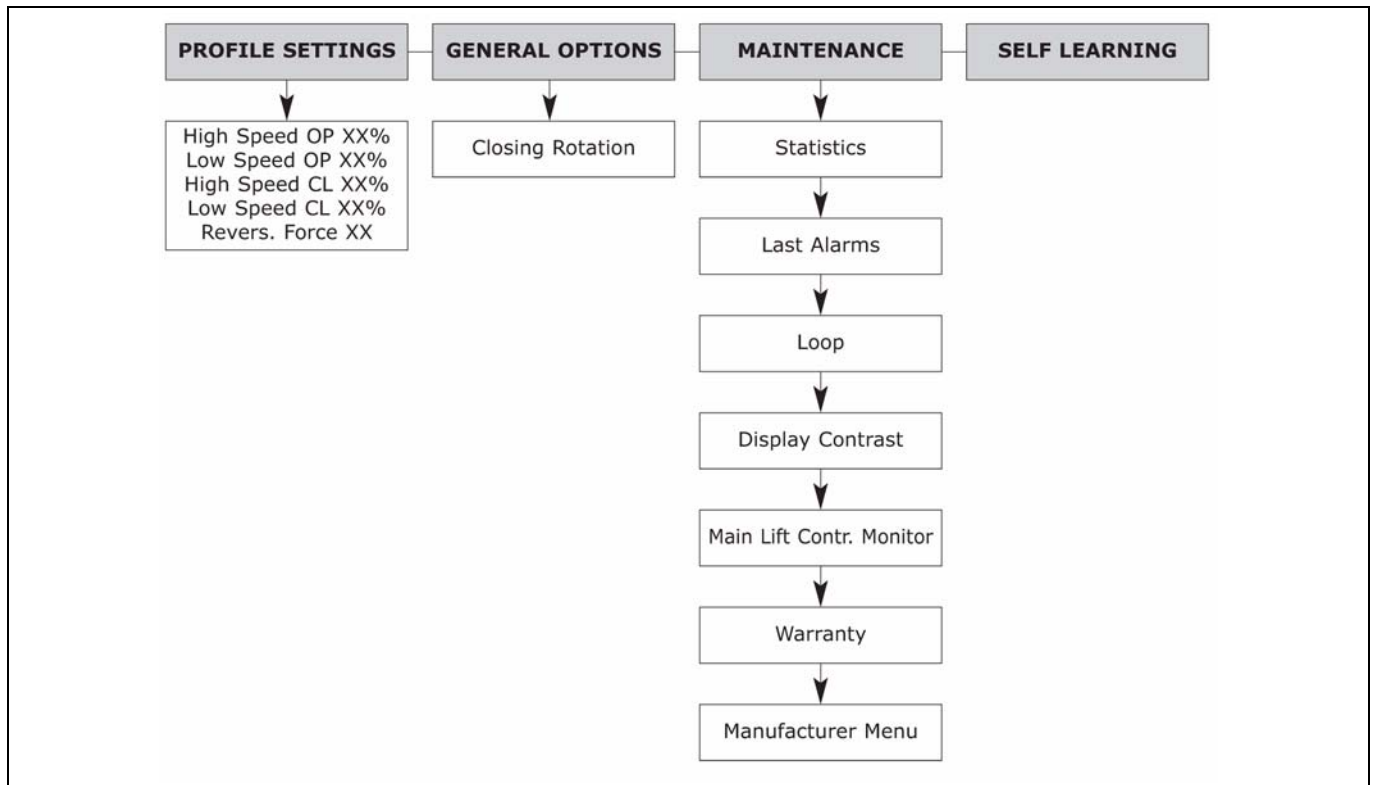 PROFILE SETTINGS
GENERAL OPTIONS
MAINTENANCE
SELF LEARNING
High Speed OP XX%
Low Speed OP XX%
High Speed CL XX%
Low Speed CL XX%
Revers. Force XX
Closing Rotation
Statistics
Last Alarms
Loop
Display Contrast
Main Lift Contr. Monitor
Warranty
Manufacturer Menu